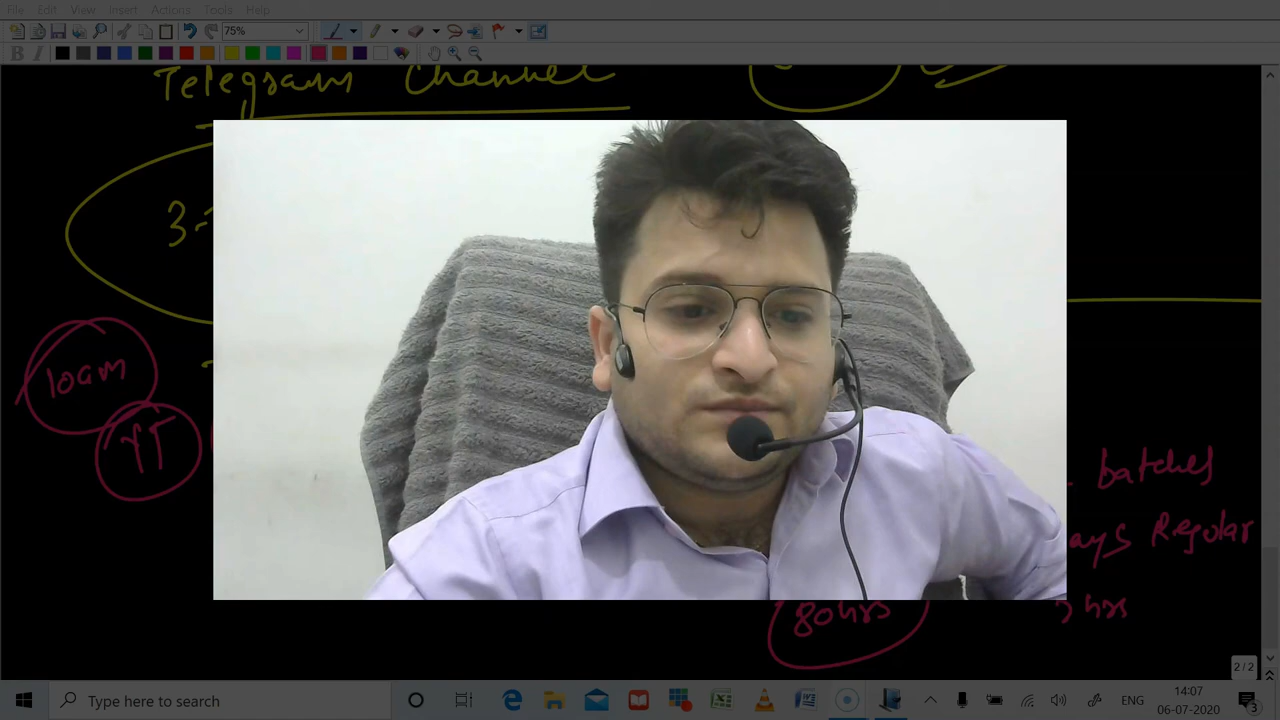 File Edit View Insert Actions Tools Help
75%
B I
Telegram Channel
3-
10am
YT
batches
ays Regular
80hrs
hrs
2 / 2
Type here to search
ENG
14:07
06-07-2020
3